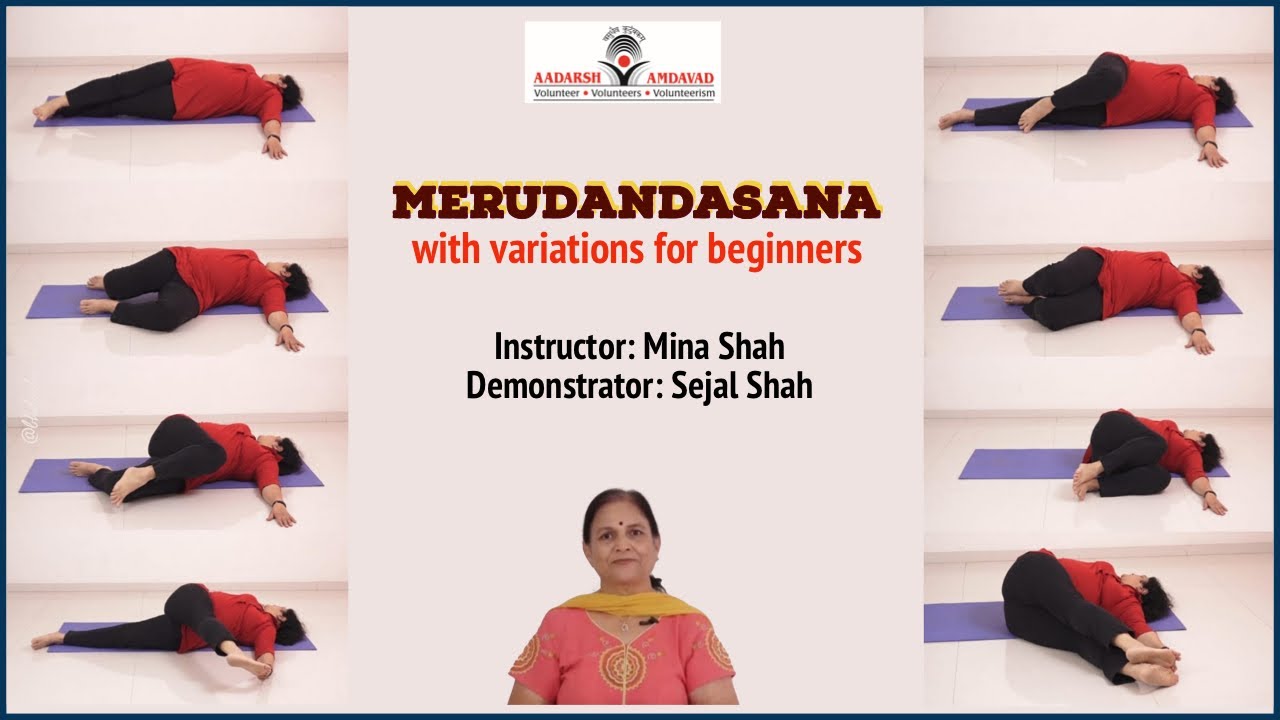 AADARSH AMDAVAD
Volunteer • Volunteers • Volunteerism
MERUDANDASANA
with variations for beginners
Instructor: Mina Shah
Demonstrator: Sejal Shah